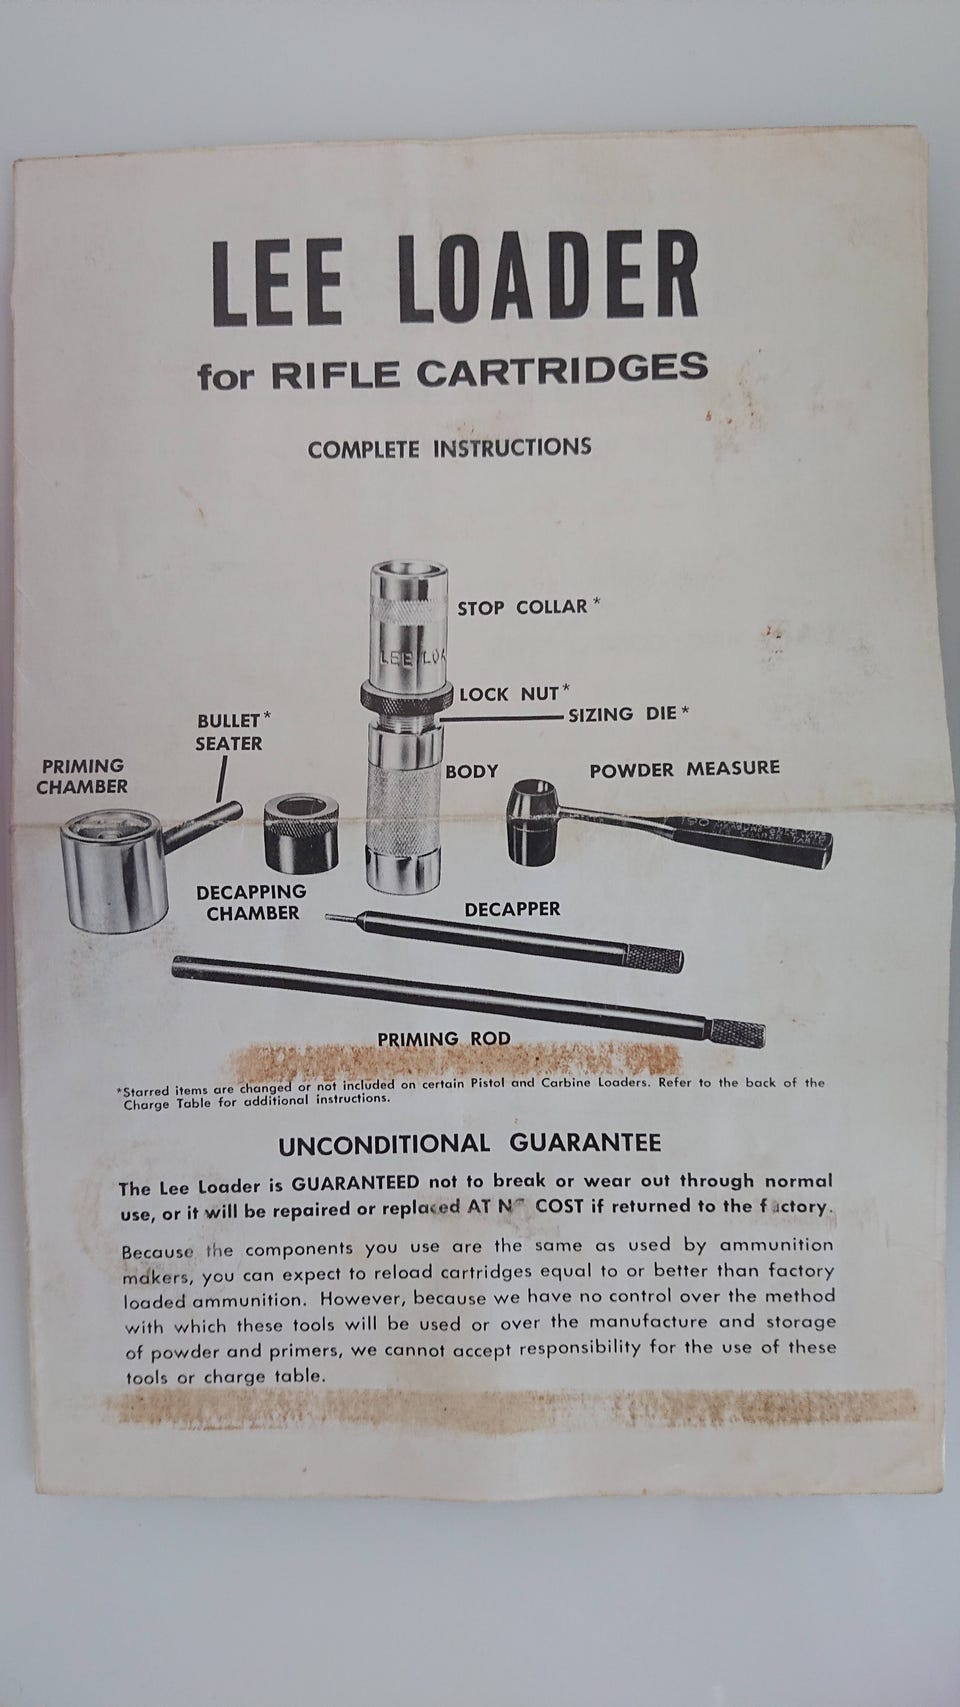 LEE LOADER
for RIFLE CARTRIDGES
COMPLETE INSTRUCTIONS
STOP COLLAR*
LEE LOA
LOCK NUT*
SIZING DIE*
BULLET*
SEATER
PRIMING
CHAMBER
BODY
POWDER MEASURE
DECAPPING
CHAMBER
DECAPPER
PRIMING ROD
*Starred items are changed or not included on certain Pistol and Carbine Loaders. Refer to the back of the
Charge Table for additional instructions.
UNCONDITIONAL GUARANTEE
The Lee Loader is GUARANTEED not to break or wear out through normal
use, or it will be repaired or replaced AT NO COST if returned to the factory.
Because the components you use are the same as used by ammunition
makers, you can expect to reload cartridges equal to or better than factory
loaded ammunition. However, because we have no control over the method
with which these tools will be used or over the manufacture and storage
of powder and primers, we cannot accept responsibility for the use of these
tools or charge table.